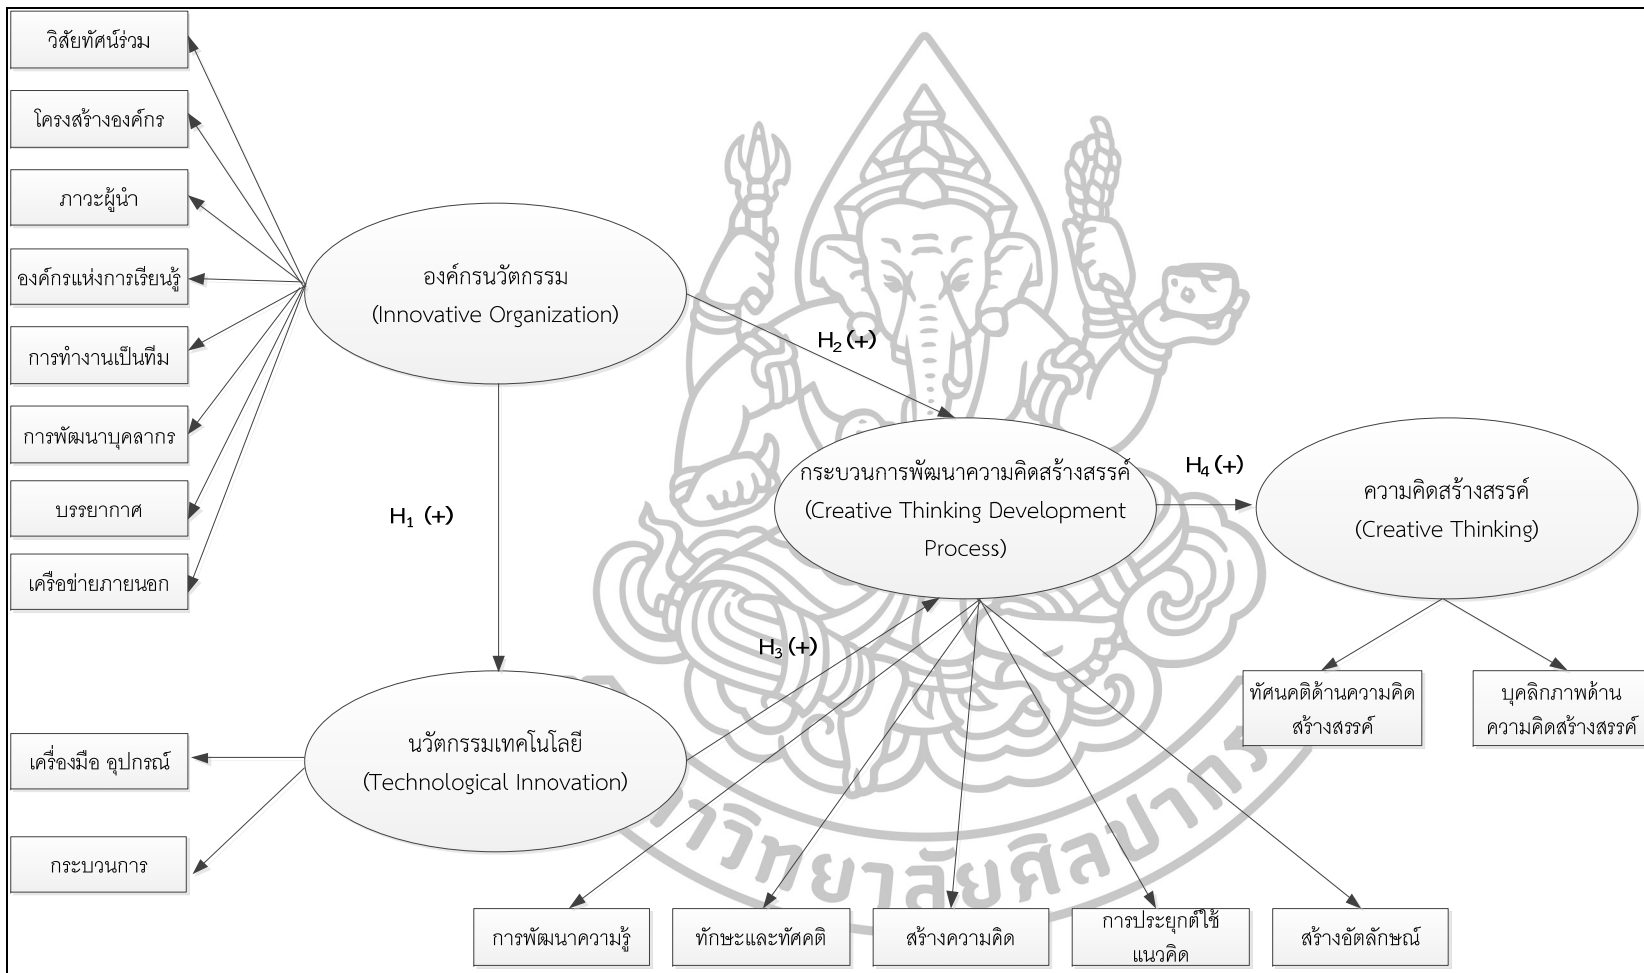 วิสัยทัศน์ร่วม
โครงสร้างองค์กร
ภาวะผู้นำ
องค์กรแห่งการเรียนรู้
การทำงานเป็นทีม
การพัฒนาบุคลากร
บรรยากาศ
เครือข่ายภายนอก
องค์กรนวัตกรรม
(Innovative Organization)
H2 (+)
H1 (+)
กระบวนการพัฒนาความคิดสร้างสรรค์
(Creative Thinking Development
Process)
H4 (+)
ความคิดสร้างสรรค์
(Creative Thinking)
H3 (+)
ทัศนคติด้านความคิด
สร้างสรรค์
บุคลิกภาพด้าน
ความคิดสร้างสรรค์
นวัตกรรมเทคโนโลยี
(Technological Innovation)
เครื่องมือ อุปกรณ์
กระบวนการ
การพัฒนาความรู้
ทักษะและทัศคติ
สร้างความคิด
การประยุกต์ใช้
แนวคิด
สร้างอัตลักษณ์